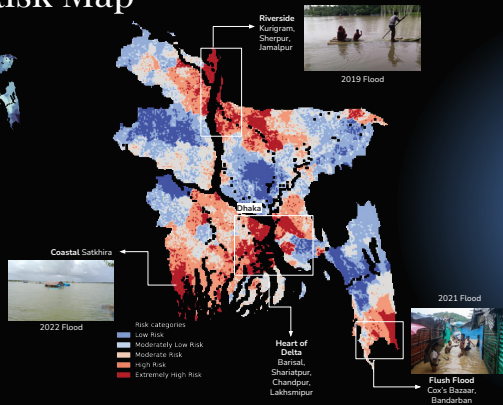 Risk Map
Riverside
Kurigram,
Sherpur,
Jamalpur
2019 Flood
Dhaka
Coastal Satkhira
2022 Flood
Risk categories
Low Risk
Moderately Low Risk
Moderate Risk
High Risk
Extremely High Risk
Heart of
Delta
Barisal,
Shariatpur,
Chandpur,
Lakhsmipur
2021 Flood
Flush Flood
Cox's Bazaar,
Bandarban